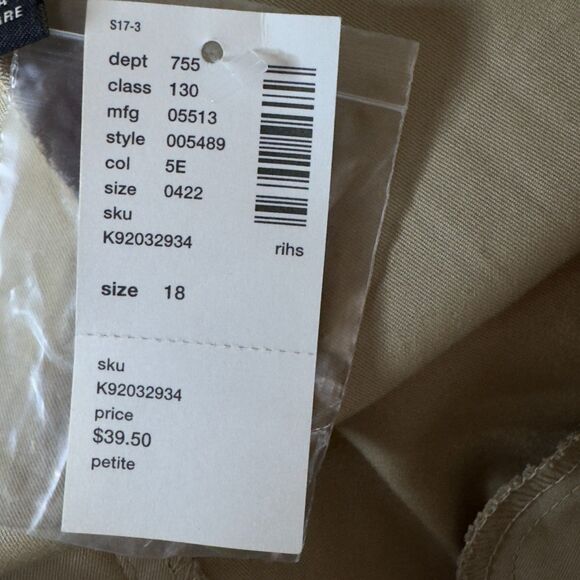 S17-3
dept 755
class 130
mfg 05513
style 005489
col 5E
size 0422
sku
K92032934
rihs
size 18
sku
K92032934
price
$39.50
petite